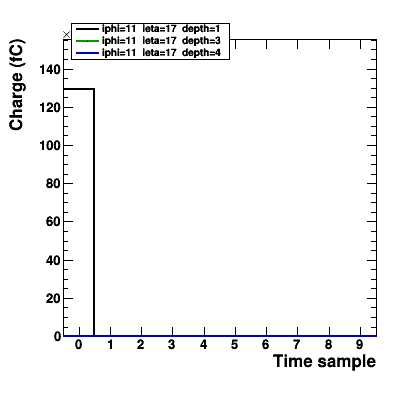 iphi=11 ieta=17 depth=1
iphi=11 ieta=17 depth=3
iphi=11 ieta=17 depth=4
Charge (fC)
140
120
100
80
60
40
20
0
0 1 2 3 4 5 6 7 8 9
Time sample